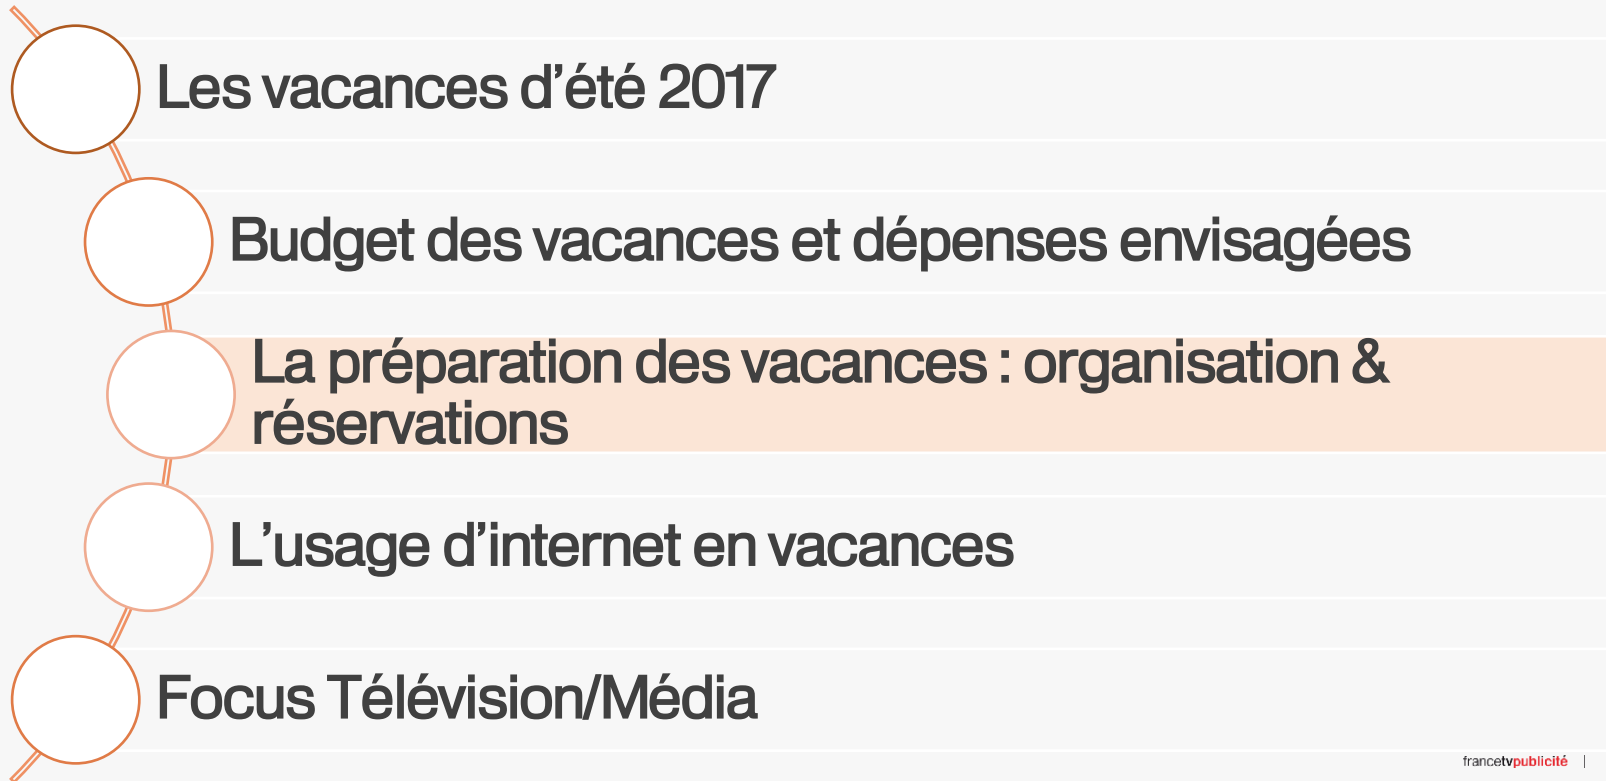 Les vacances d’été 2017
Budget des vacances et dépenses envisagées
La préparation des vacances : organisation &
réservations
L’usage d’internet en vacances
Focus Télévision/Média
francetvpublicité |